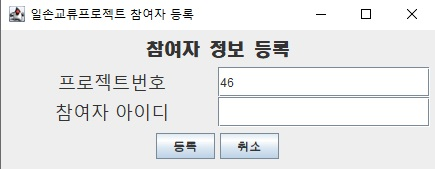 일손교류프로젝트 참여자 등록
참여자 정보 등록
프로젝트번호 46
참여자 아이디
등록 취소